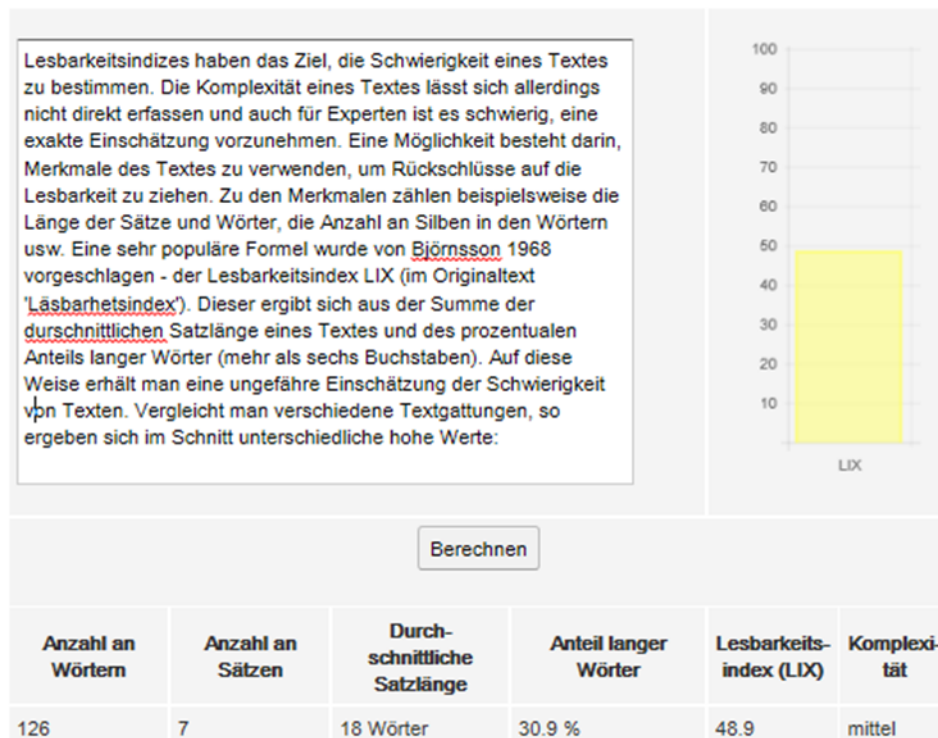 Lesbarkeitsindizes haben das Ziel, die Schwierigkeit eines Textes
zu bestimmen. Die Komplexität eines Textes lässt sich allerdings
nicht direkt erfassen und auch für Experten ist es schwierig, eine
exakte Einschätzung vorzunehmen. Eine Möglichkeit besteht darin,
Merkmale des Textes zu verwenden, um Rückschlüsse auf die
Lesbarkeit zu ziehen. Zu den Merkmalen zählen beispielsweise die
Länge der Sätze und Wörter, die Anzahl an Silben in den Wörtern
usw. Eine sehr populäre Formel wurde von Björnsson 1968
vorgeschlagen - der Lesbarkeitsindex LIX (im Originaltext
'Läsbarhetsindex'). Dieser ergibt sich aus der Summe der
durschnittlichen Satzlänge eines Textes und des prozentualen
Anteils langer Wörter (mehr als sechs Buchstaben). Auf diese
Weise erhält man eine ungefähre Einschätzung der Schwierigkeit
von Texten. Vergleicht man verschiedene Textgattungen, so
ergeben sich im Schnitt unterschiedliche hohe Werte:
100
90
80
70
60
50
40
30
20
10
LIX
Berechnen
Anzahl an
Wörtern
Anzahl an
Sätzen
Durch-
schnittliche
Satzlänge
Anteil langer
Wörter
Lesbarkeits-
index (LIX)
Komplexi-
tät
126
7
18 Wörter
30.9 %
48.9
mittel